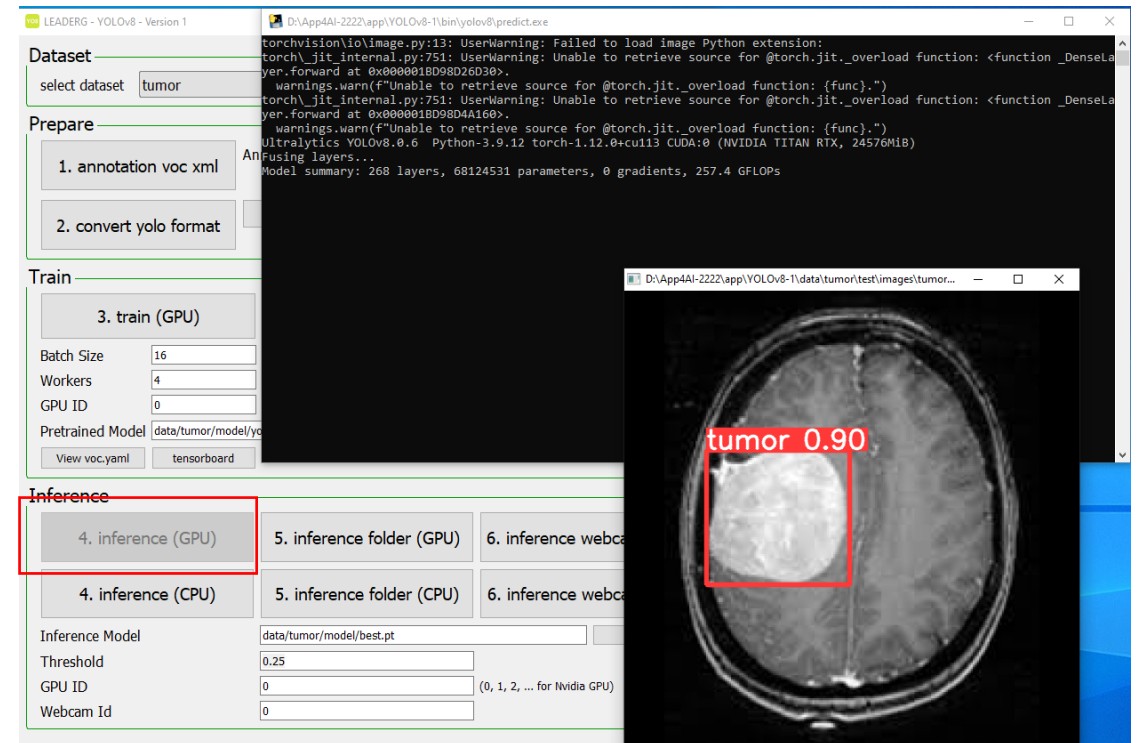 YOLO LEADERG - YOLOv8 - Version 1
Dataset
select dataset tumor
Prepare
1. annotation voc xml
An
2. convert yolo format
Train
3. train (GPU)
Batch Size 16
Workers 4
GPU ID 0
Pretrained Model data/tumor/model/yo
View voc.yaml tensorboard
Inference
4. inference (GPU) 5. inference folder (GPU) 6. inference webca
4. inference (CPU) 5. inference folder (CPU) 6. inference webca
Inference Model data/tumor/model/best.pt
Threshold 0.25
GPU ID 0 (0, 1, 2, ... for Nvidia GPU)
Webcam Id 0
D:\App4AI-2222\app\YOLOv8-1\bin\yolov8\predict.exe
torchvision\io\image.py:13: UserWarning: Failed to load image Python extension:
torch\_jit_internal.py:751: UserWarning: Unable to retrieve source for @torch.jit._overload function: <function _DenseLa
yer.forward at 0x000001BD98D26D30>.
warnings.warn(f"Unable to retrieve source for @torch.jit._overload function: {func}.")
torch\_jit_internal.py:751: UserWarning: Unable to retrieve source for @torch.jit._overload function: <function _DenseLa
yer.forward at 0x000001BD98D4A160>.
warnings.warn(f"Unable to retrieve source for @torch.jit._overload function: {func}.")
Ultralytics YOLOv8.0.6 Python-3.9.12 torch-1.12.0+cu113 CUDA:0 (NVIDIA TITAN RTX, 24576MiB)
Fusing layers...
Model summary: 268 layers, 68124531 parameters, 0 gradients, 257.4 GFLOPs
D:\App4AI-2222\app\YOLOv8-1\data\tumor\test\images\tumor...
tumor 0.90